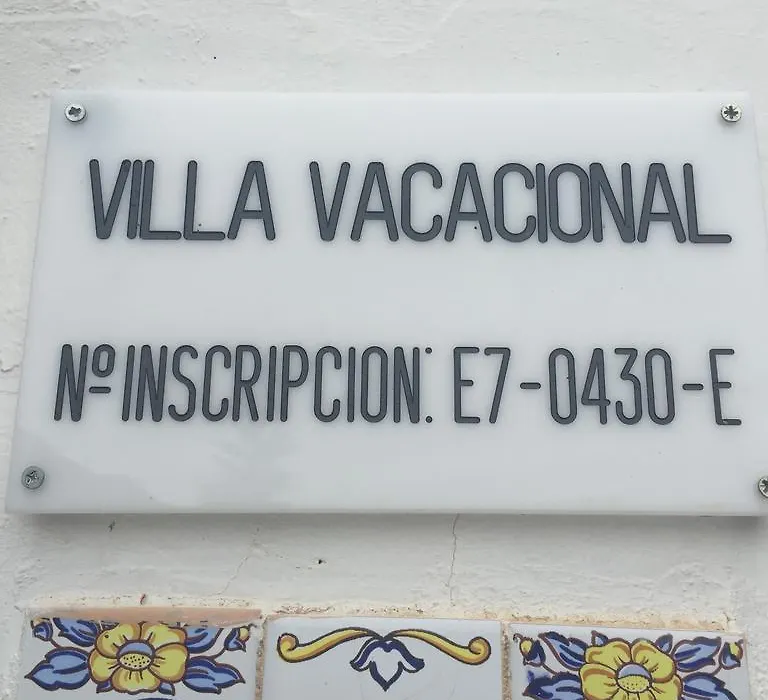 VILLA VACACIONAL
Nº INSCRIPCION: E7-0430-E